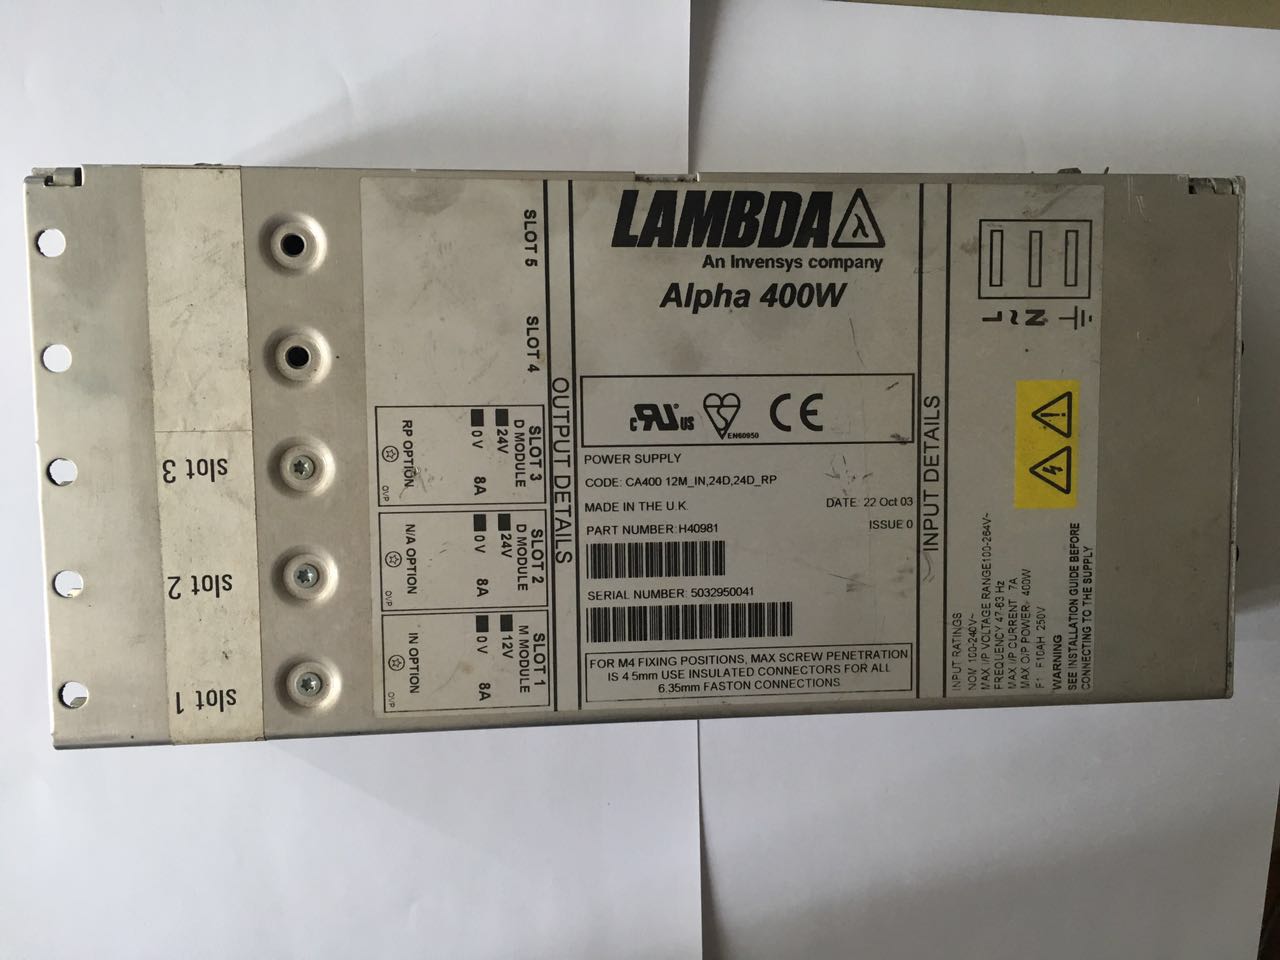 LAMBDA
An Invensys company
Alpha 400W
c RU US
EN60950
CE
POWER SUPPLY
CODE: CA400 12M_IN,24D,24D_RP
MADE IN THE U.K.
DATE: 22 Oct 03
PART NUMBER: H40981
ISSUE 0
SERIAL NUMBER: 5032950041
FOR M4 FIXING POSITIONS, MAX SCREW PENETRATION
IS 4.5mm USE INSULATED CONNECTORS FOR ALL
6.35mm FASTON CONNECTIONS
OUTPUT DETAILS
SLOT 5
SLOT 4
SLOT 3
D MODULE
24V
0V 8A
RP OPTION
OVP
SLOT 2
D MODULE
24V
0V 8A
N/A OPTION
OVP
SLOT 1
M MODULE
12V
0V 8A
IN OPTION
OVP
INPUT DETAILS
L ~ N
INPUT RATINGS
NOM 100-240V~
MAX I/P VOLTAGE RANGE100-264V~
FREQUENCY 47-63 Hz
MAX I/P CURRENT 7A
MAX O/P POWER- 400W
F1 F10AH 250V
WARNING
SEE INSTALLATION GUIDE BEFORE
CONNECTING TO THE SUPPLY
Slot 3
Slot 2
Slot 1